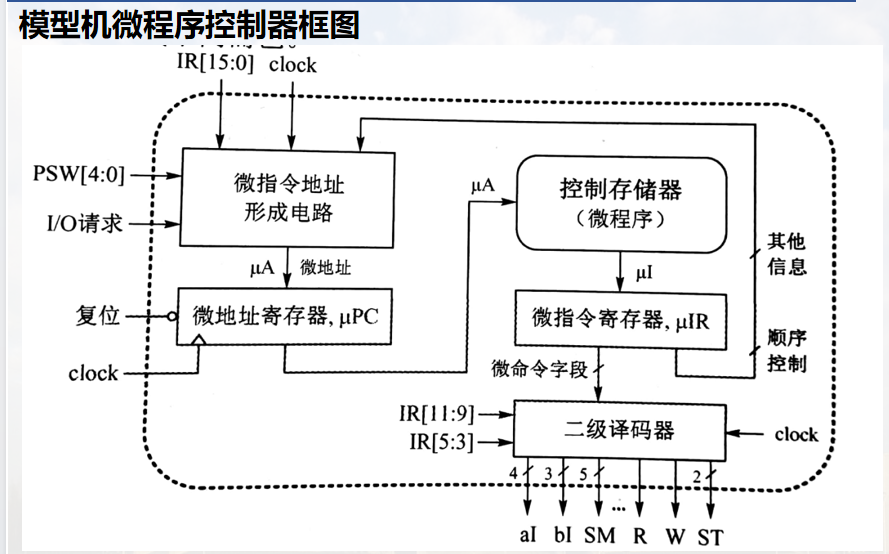 模型机微程序控制器框图
IR[15:0] clock
PSW[4:0]
I/O请求
微指令地址
形成电路
μA
控制存储器
（微程序）
其他
信息
μA 微地址
μI
复位
微地址寄存器, μPC
微指令寄存器, μIR
顺序
控制
clock
微命令字段
IR[11:9]
IR[5:3]
二级译码器
clock
4 3 5 2
...
aI bI SM R W ST